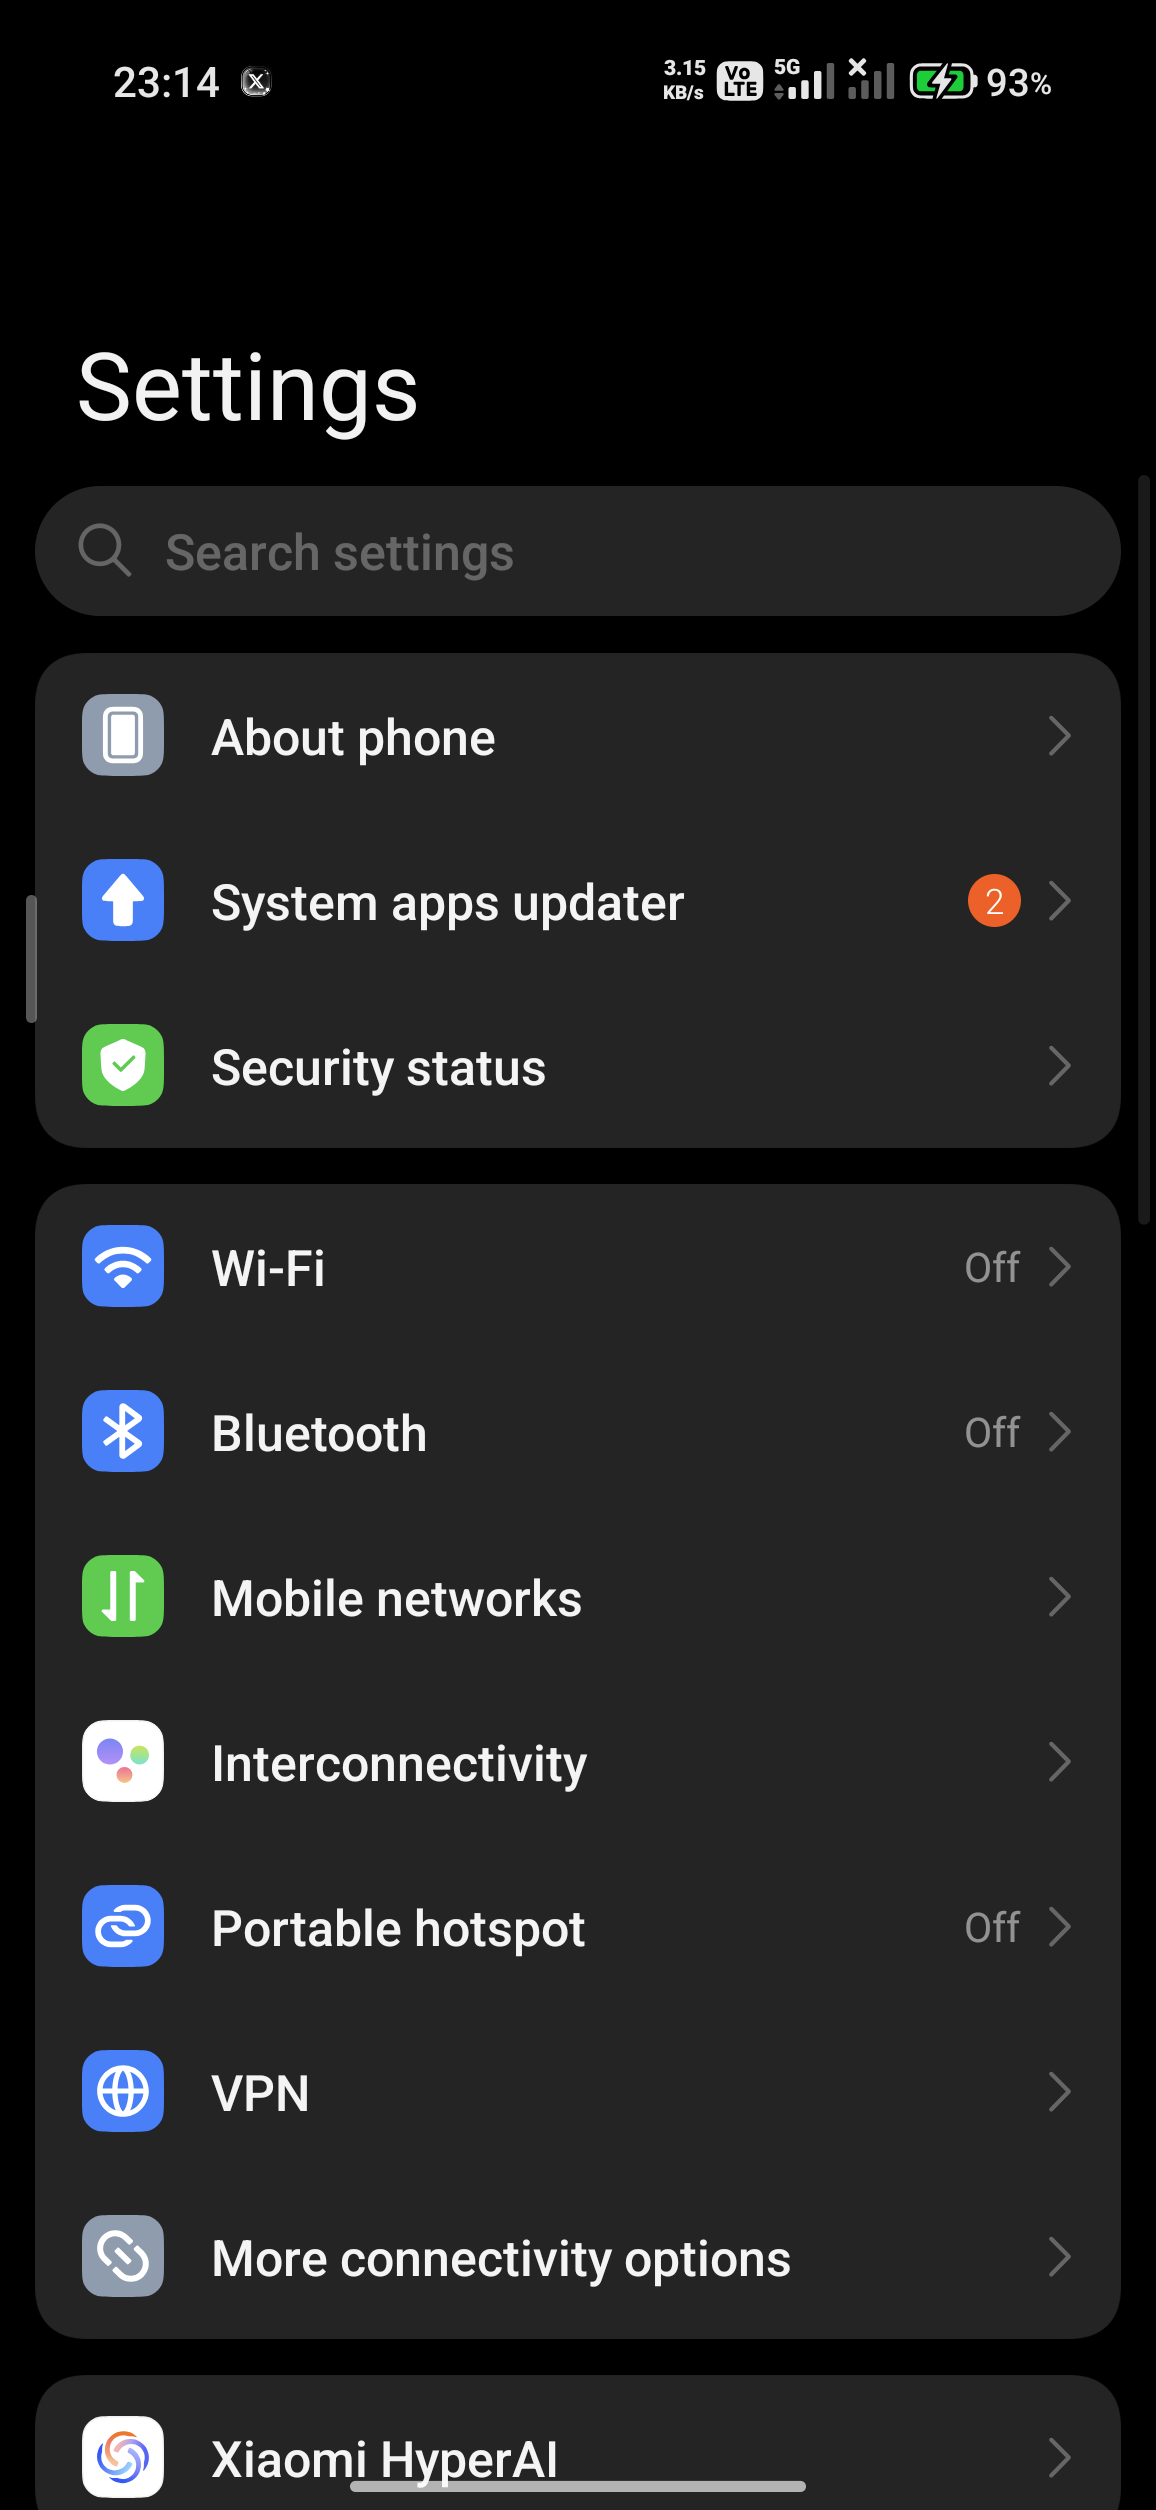 23:14 3.15 KB/s Vo LTE 5G 93%
Settings
Search settings
About phone
System apps updater 2
Security status
Wi-Fi Off
Bluetooth Off
Mobile networks
Interconnectivity
Portable hotspot Off
VPN
More connectivity options
Xiaomi HyperAI